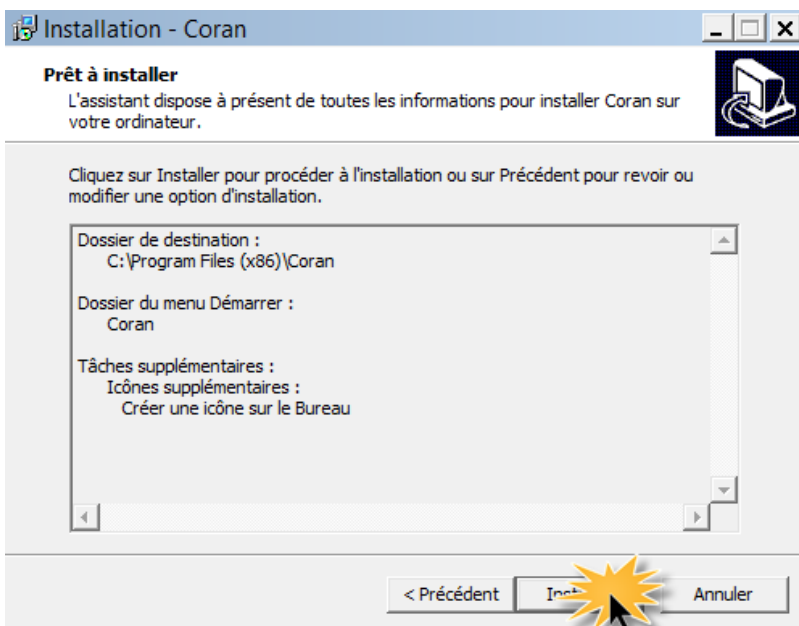 Installation - Coran
Prêt à installer
L'assistant dispose à présent de toutes les informations pour installer Coran sur
votre ordinateur.
Cliquez sur Installer pour procéder à l'installation ou sur Précédent pour revoir ou
modifier une option d'installation.
Dossier de destination :
C:\Program Files (x86)\Coran
Dossier du menu Démarrer :
Coran
Tâches supplémentaires :
Icônes supplémentaires :
Créer une icône sur le Bureau
< Précédent
Annuler